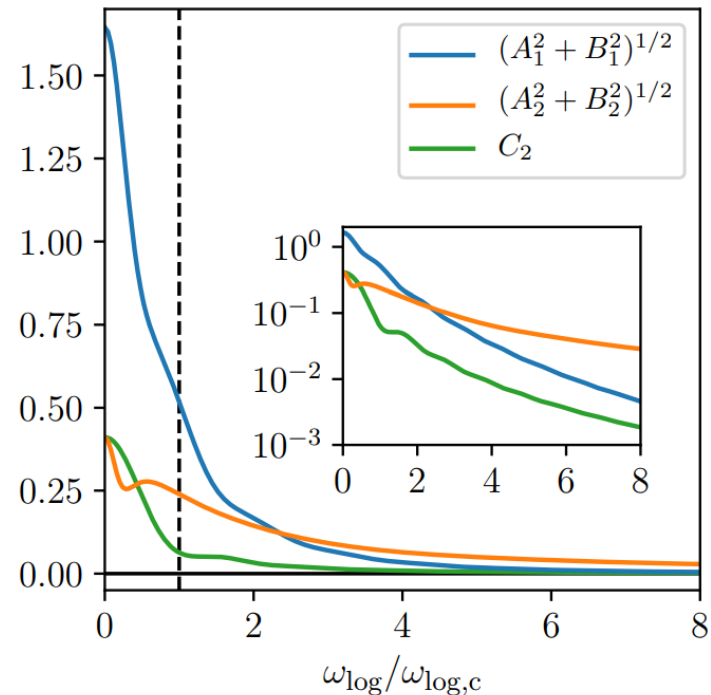 1.50
1.25
1.00
0.75
0.50
0.25
0.00
0 2 4 6 8
ω_log/ω_log,c
(A_1^2 + B_1^2)^{1/2}
(A_2^2 + B_2^2)^{1/2}
C_2
10^0
10^{-1}
10^{-2}
10^{-3}
0 2 4 6 8